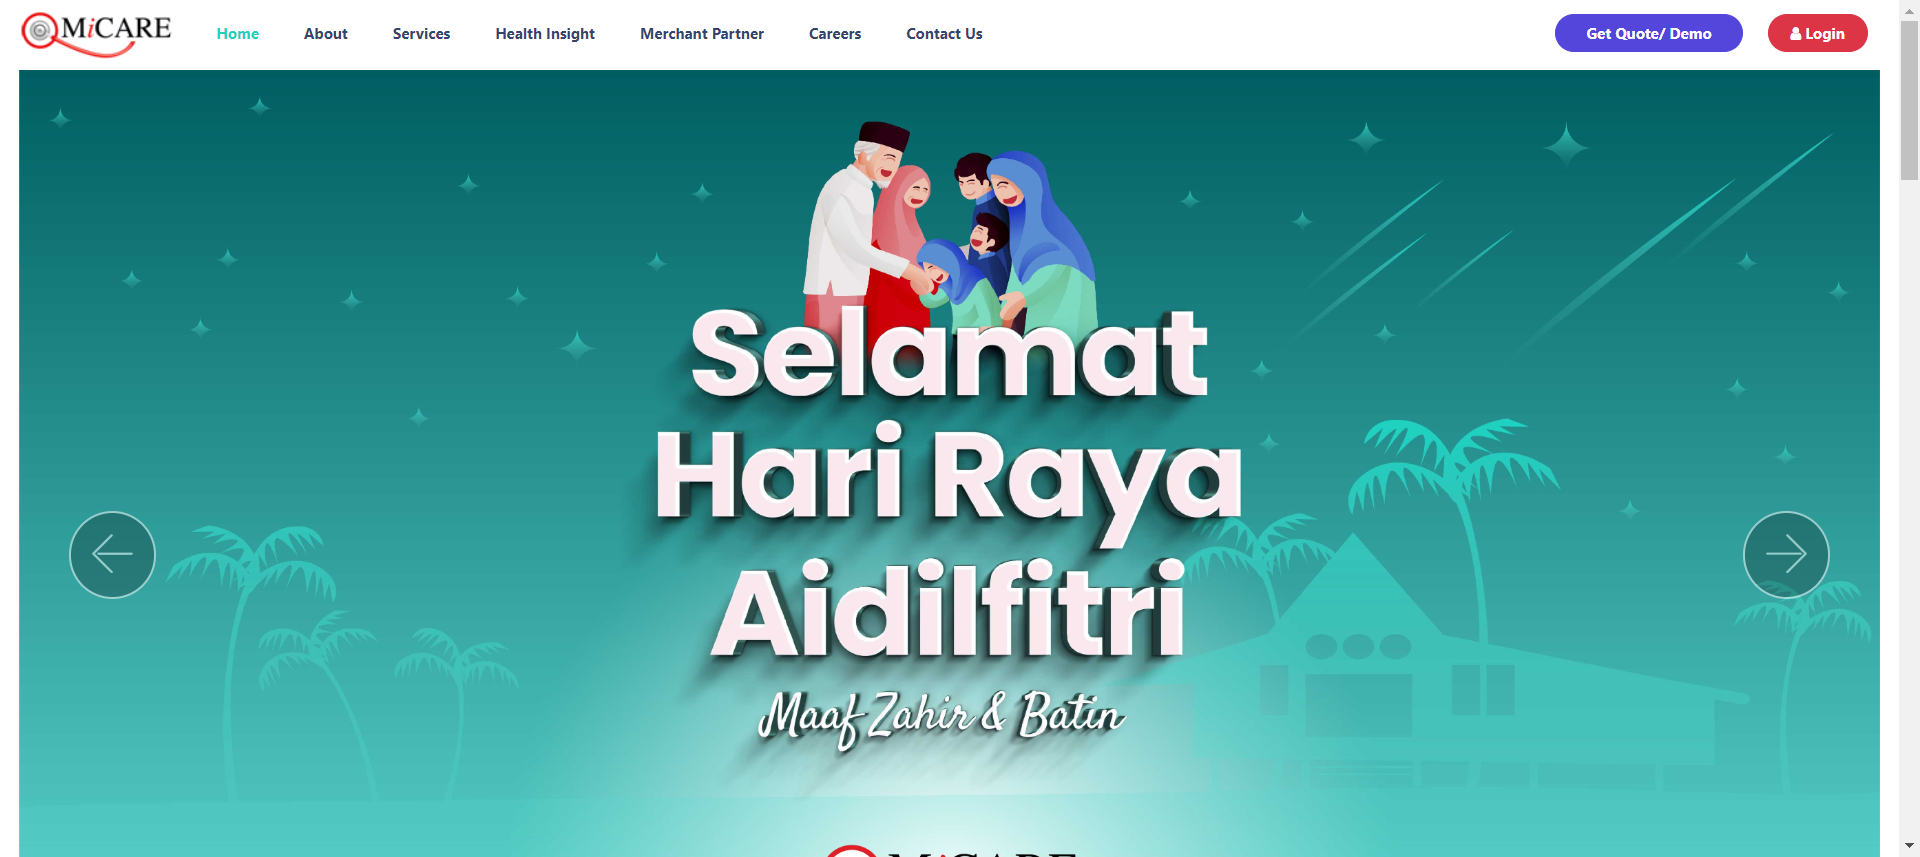 MiCARE
Home
About
Services
Health Insight
Merchant Partner
Careers
Contact Us
Get Quote/ Demo
Login
Selamat
Hari Raya
Aidilfitri
Maaf Zahir & Batin
MiCARE